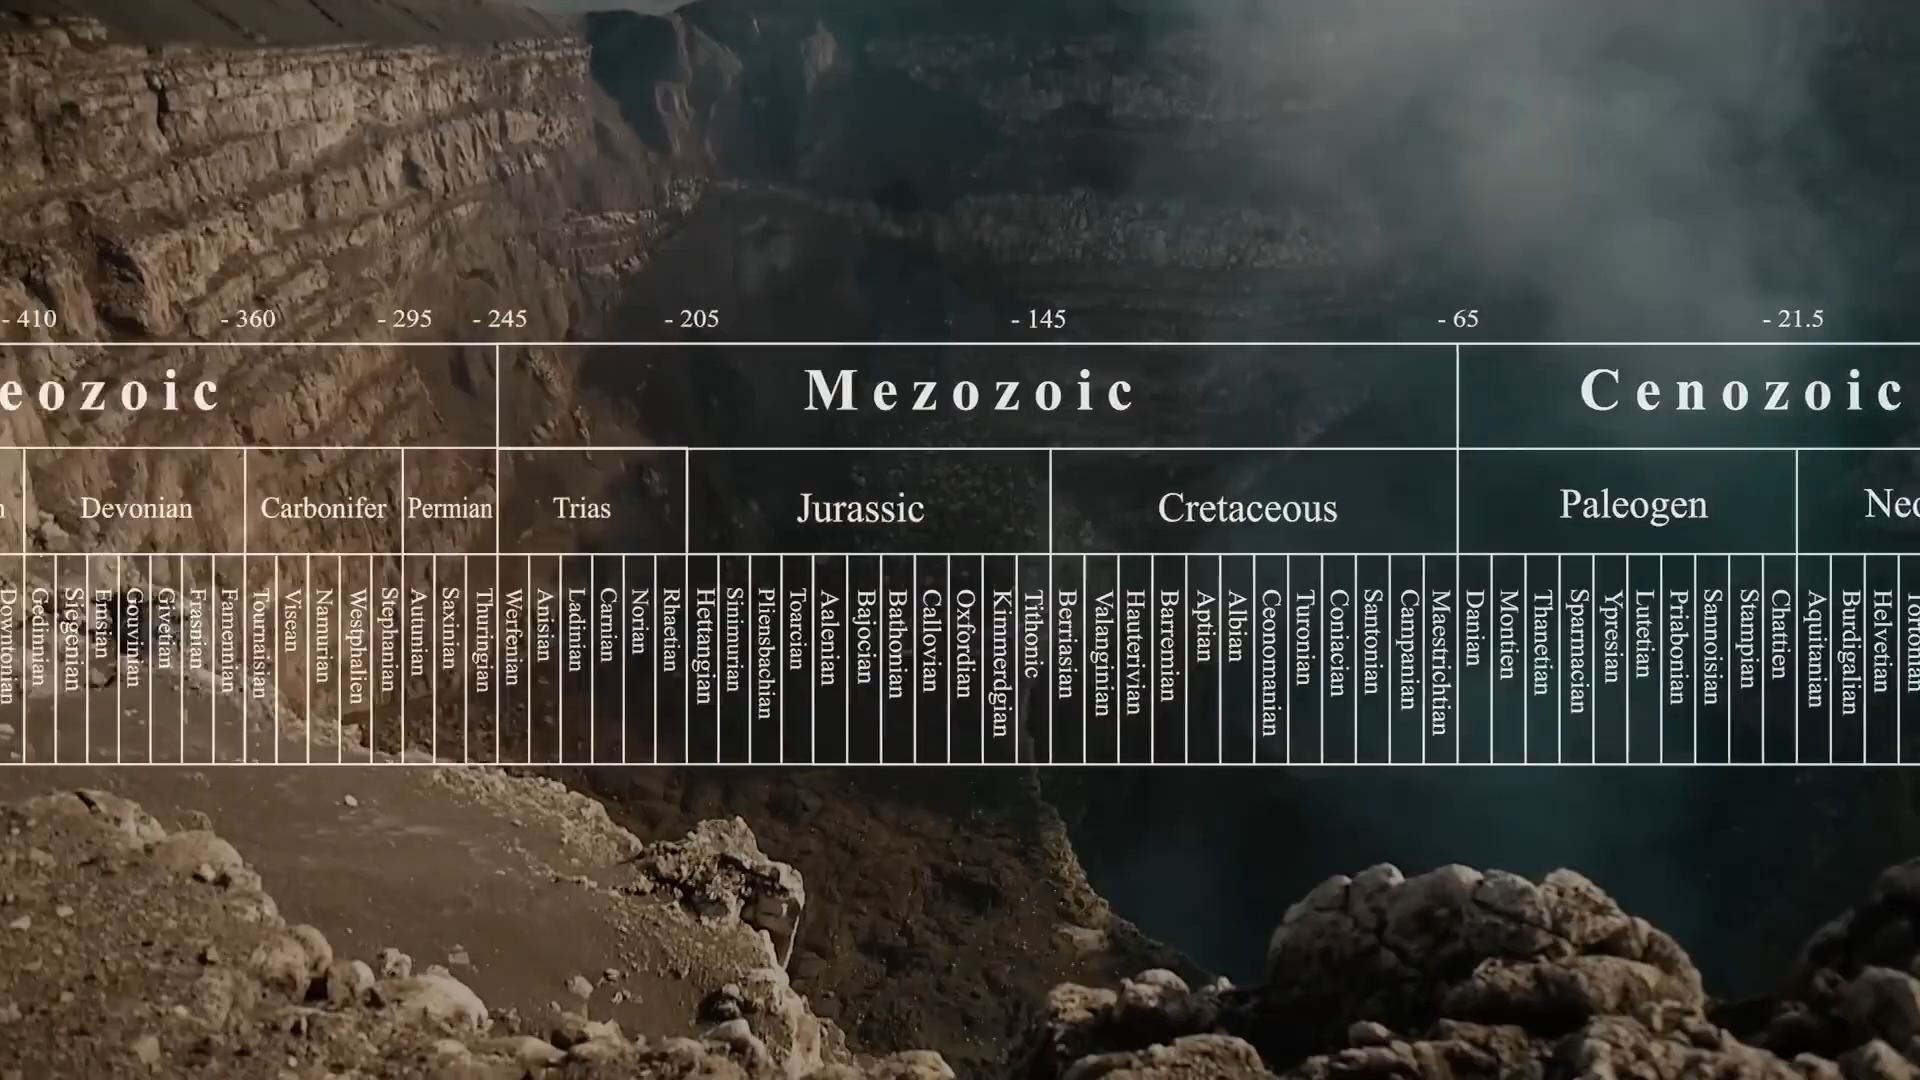 - 410 - 360 - 295 - 245 - 205 - 145 - 65 - 21.5
eozoic Mezozoic Cenozoic
Devonian Carbonifer Permian Trias Jurassic Cretaceous Paleogen Neo
Downtonian
Gedinnian
Siegenian
Emsian
Gouvinian
Givetian
Frasnian
Famennian
Tournaisian
Visean
Namurian
Westphalien
Stephanian
Autunian
Saxinian
Thuringian
Werfenian
Anisian
Ladinian
Carnian
Norian
Rhaetian
Hettangian
Sinimurian
Pliensbachian
Toarcian
Aalenian
Bajocian
Bathonian
Callovian
Oxfordian
Kimmerdgian
Tithonic
Berriasian
Valanginian
Hauterivian
Barremian
Aptian
Albian
Ceonomanian
Turonian
Coniacian
Santonian
Campanian
Maestrichtian
Danian
Montien
Thanetian
Sparmacian
Ypresian
Lutetian
Priabonian
Sannoisian
Stampian
Chattien
Aquitanian
Burdigalian
Helvetian
Tortonian